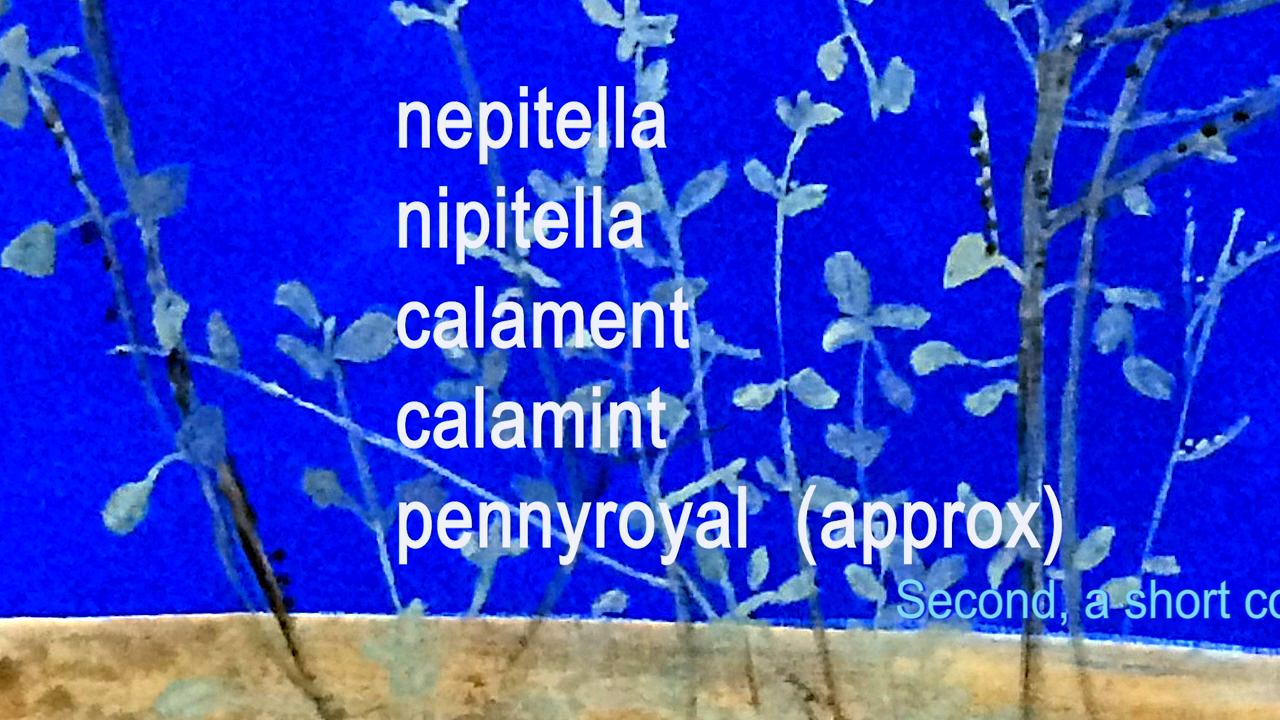 nepitella
nipitella
calament
calamint
pennyroyal (approx)
Second, a short